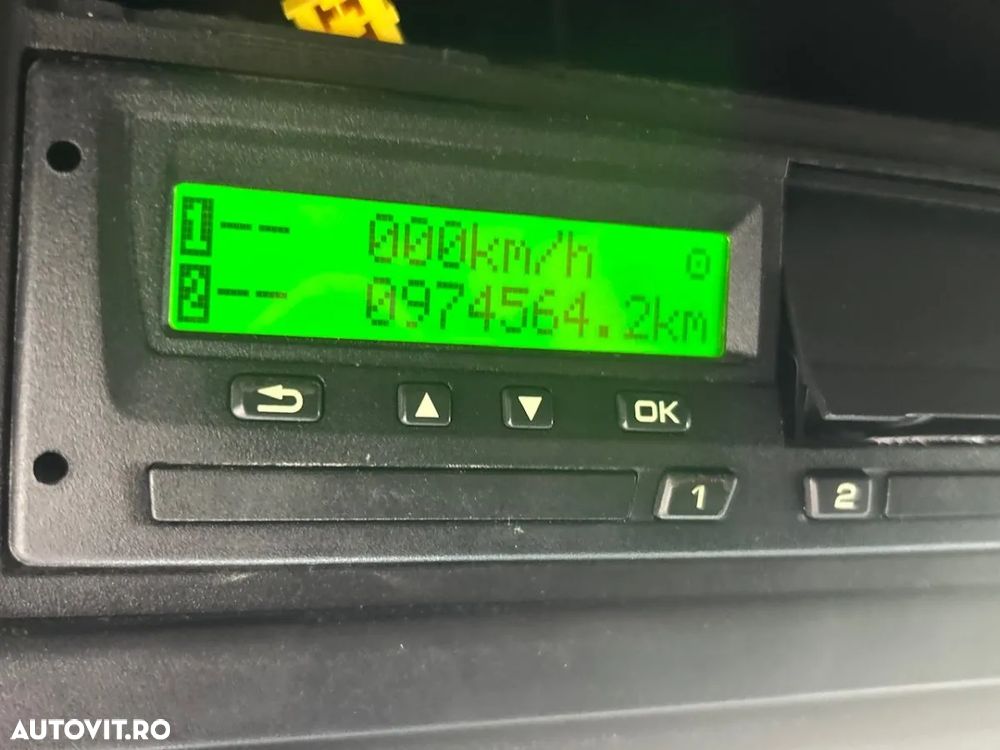 1-- 000km/h
2-- 0974564.2km
OK
1
2
AUTOVIT.RO